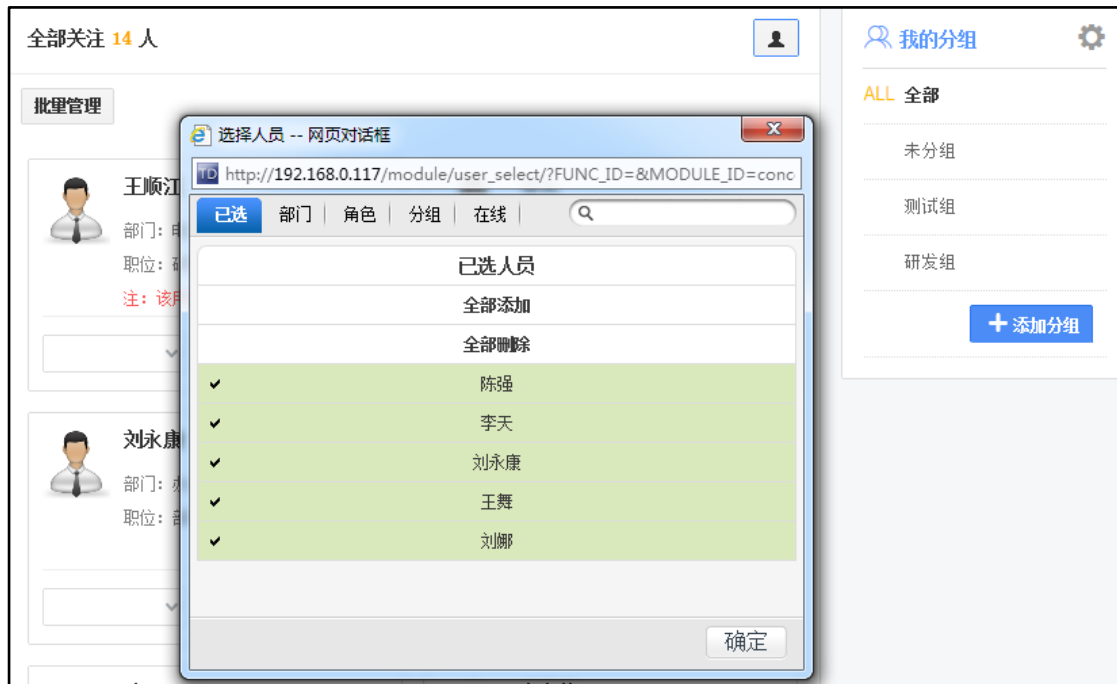 全部关注 14 人
批量管理
王顺江
部门：
职位：
注：该用
刘永康
部门：
职位：
选择人员 -- 网页对话框
http://192.168.0.117/module/user_select/?FUNC_ID=&MODULE_ID=conc
已选 部门 角色 分组 在线
已选人员
全部添加
全部删除
陈强
李天
刘永康
王舞
刘娜
确定
我的分组
ALL 全部
未分组
测试组
研发组
添加分组